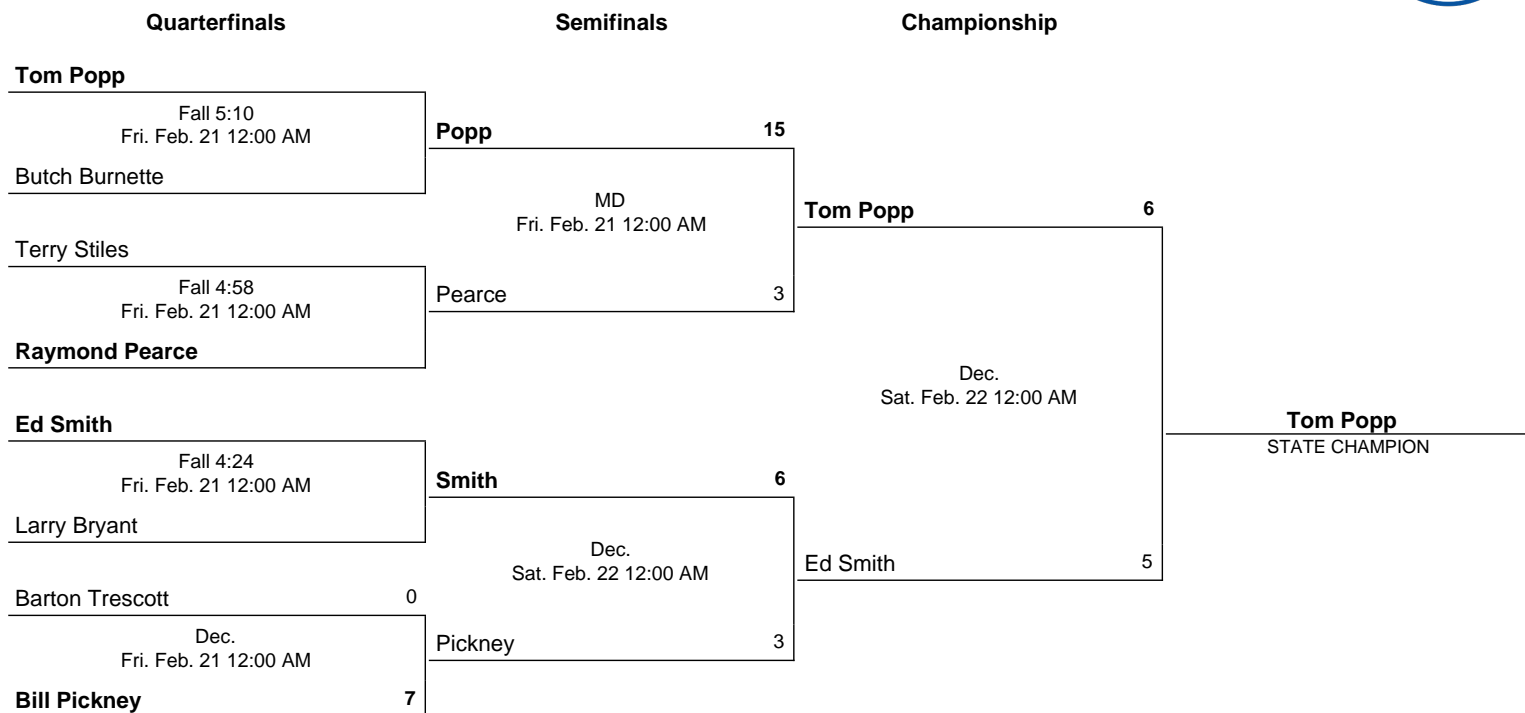 Quarterfinals
Semifinals
Championship
Tom Popp
Fall 5:10
Fri. Feb. 21 12:00 AM
Butch Burnette
Terry Stiles
Fall 4:58
Fri. Feb. 21 12:00 AM
Raymond Pearce
Ed Smith
Fall 4:24
Fri. Feb. 21 12:00 AM
Larry Bryant
Barton Trescott 0
Dec.
Fri. Feb. 21 12:00 AM
Bill Pickney 7
Popp 15
MD
Fri. Feb. 21 12:00 AM
Pearce 3
Smith 6
Dec.
Sat. Feb. 22 12:00 AM
Pickney 3
Tom Popp 6
Dec.
Sat. Feb. 22 12:00 AM
Ed Smith 5
Tom Popp
STATE CHAMPION